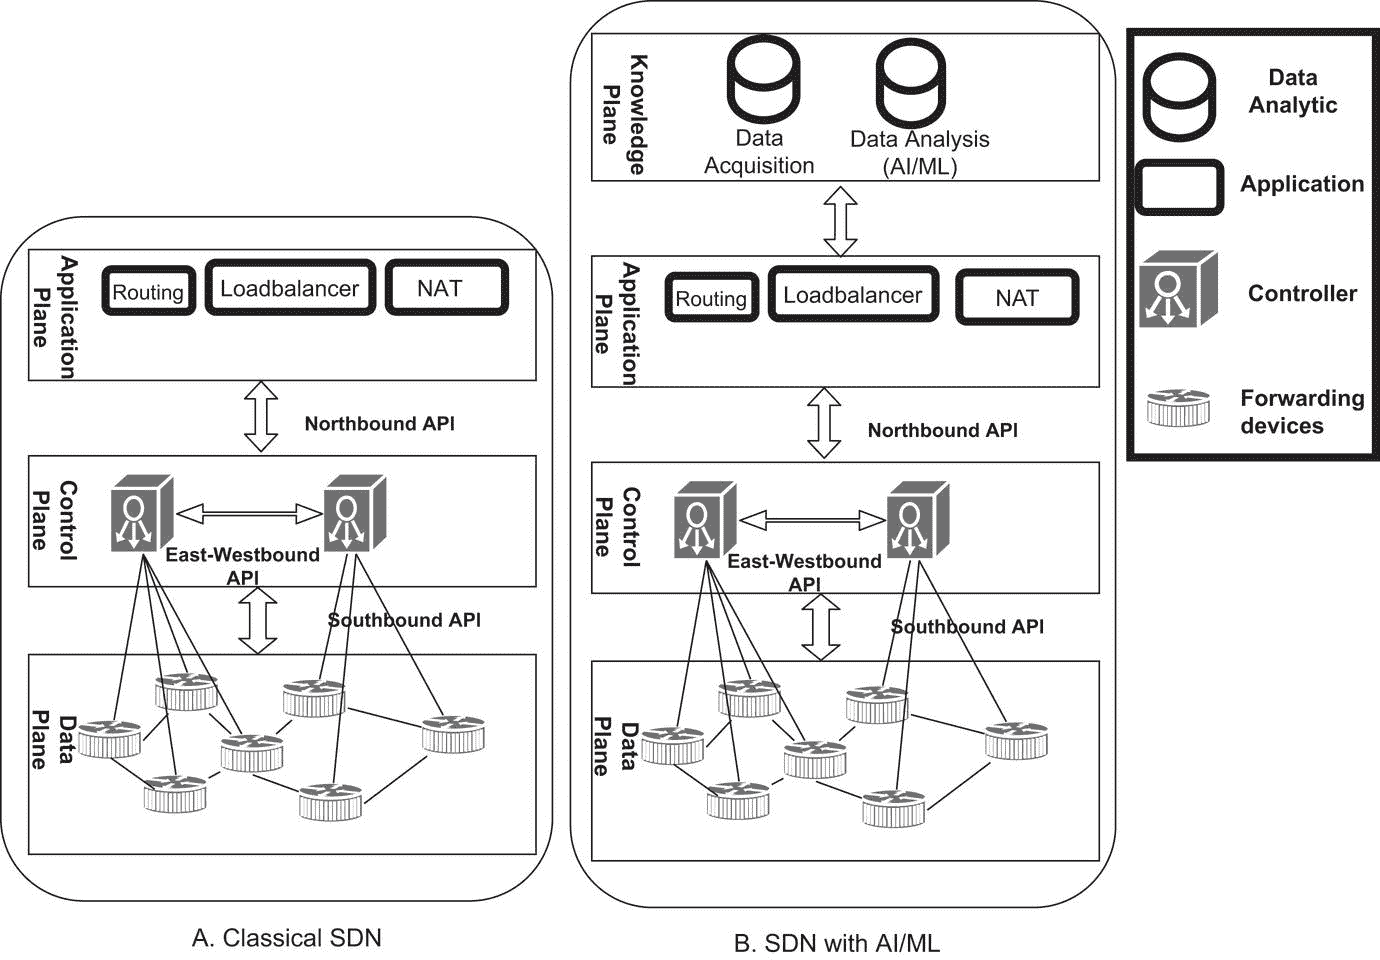 Application
Plane
Routing
Loadbalancer
NAT
Northbound API
Control
Plane
East-Westbound
API
Southbound API
Data
Plane
A. Classical SDN
Knowledge
Plane
Data
Acquisition
Data Analysis
(AI/ML)
Application
Plane
Routing
Loadbalancer
NAT
Northbound API
Control
Plane
East-Westbound
API
Southbound API
Data
Plane
B. SDN with AI/ML
Data
Analytic
Application
Controller
Forwarding
devices